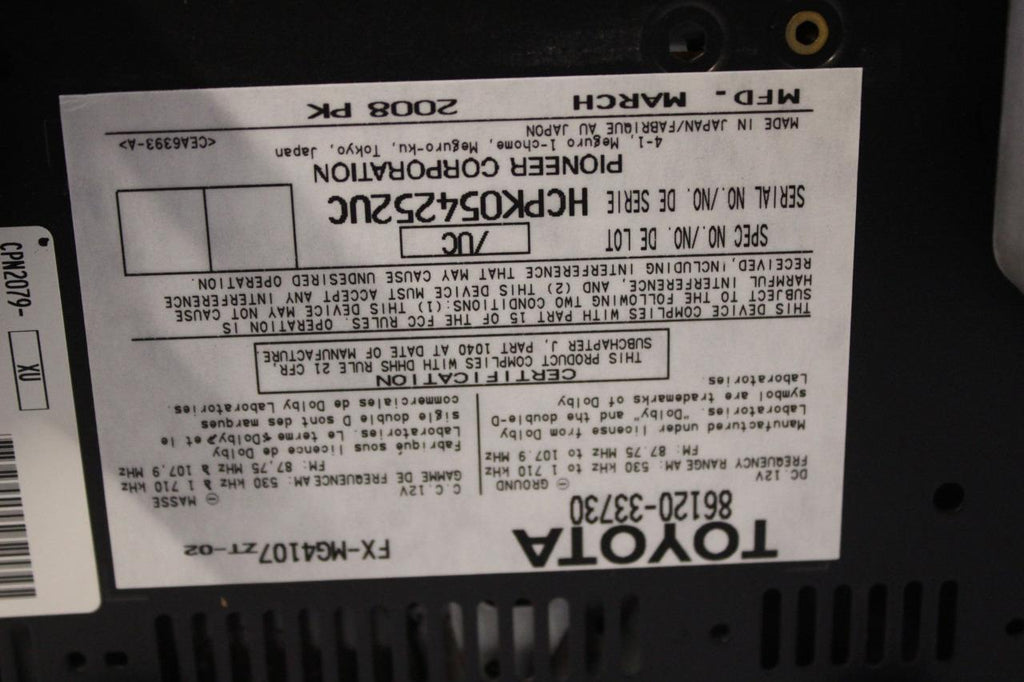 TOYOTA FX-MG4107ZT-02
86120-33730
DC.12V ⊖ GROUND
FREQUENCY RANGE AM: 530 kHz to 1 710 kHz
FM: 87.75 MHz to 107.9 MHz
Manufactured under license from Dolby
Laboratories. "Dolby" and the double-D
symbol are trademarks of Dolby
Laboratories.
C.C.12V ⊖ MASSE
GAMME DE FREQUENCE AM: 530 kHz à 1 710 kHz
FM: 87,75 MHz à 107,9 MHz
Fabriqué sous licence de Dolby
Laboratories. Le terme «Dolby» et le
sigle double D sont des marques
commerciales de Dolby Laboratories.
CERTIFICATION
THIS PRODUCT COMPLIES WITH DHHS RULE 21 CFR,
SUBCHAPTER J, PART 1040 AT DATE OF MANUFACTURE.
THIS DEVICE COMPLIES WITH PART 15 OF THE FCC RULES. OPERATION IS
SUBJECT TO THE FOLLOWING TWO CONDITIONS:(1) THIS DEVICE MAY NOT CAUSE
HARMFUL INTERFERENCE, AND (2) THIS DEVICE MUST ACCEPT ANY INTERFERENCE
RECEIVED, INCLUDING INTERFERENCE THAT MAY CAUSE UNDESIRED OPERATION.
SPEC NO./NO. DE LOT /UC
SERIAL NO./NO. DE SERIE HCPK054252UC
PIONEER CORPORATION
4-1, Meguro 1-chome, Meguro-ku, Tokyo, Japan
MADE IN JAPAN/FABRIQUE AU JAPON <CEA6393-A>
MFD. MARCH 2008 PK
CPN2079- XU